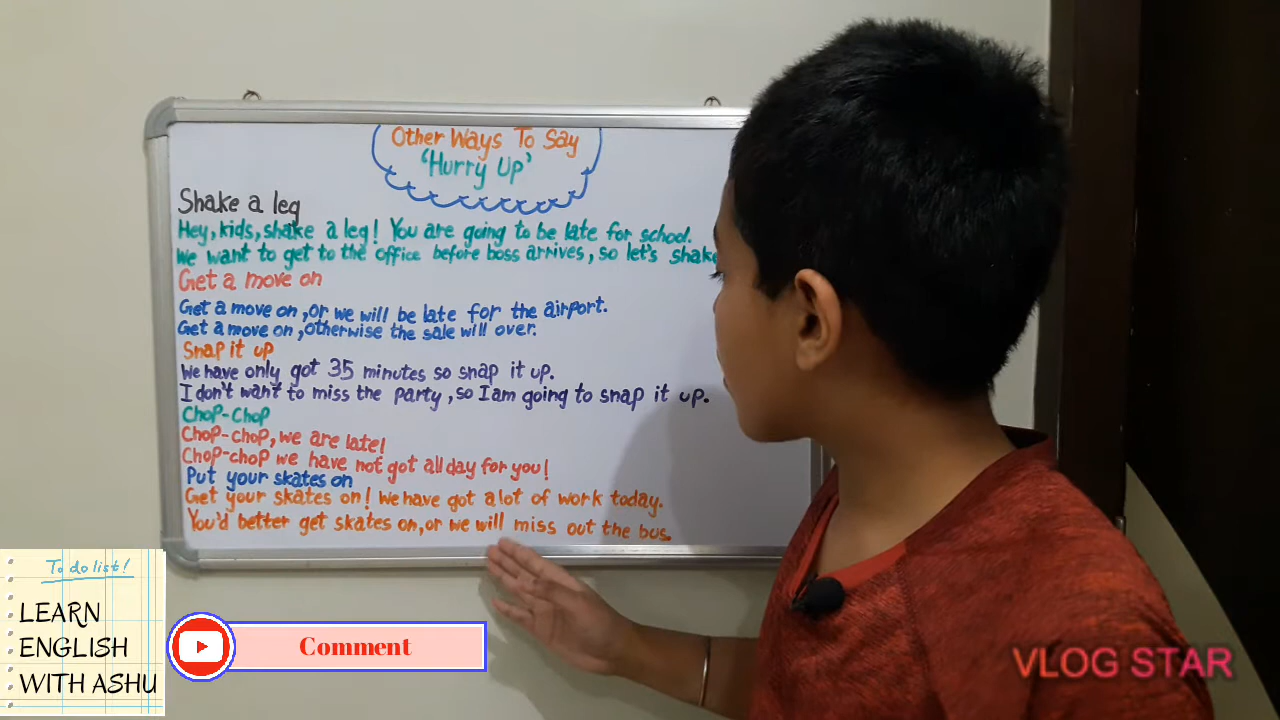 Other Ways To Say
'Hurry Up'
Shake a leg
Hey, kids, shake a leg! You are going to be late for school.
We want to get to the office before boss arrives, so let's shake
Get a move on
Get a move on, or we will be late for the airport.
Get a move on, otherwise the sale will over.
Snap it up
We have only got 35 minutes so snap it up.
I don't want to miss the party, so I am going to snap it up.
Chop-Chop
Chop-chop, we are late!
Chop-chop we have not got all day for you!
Put your skates on
Get your skates on! We have got a lot of work today.
You'd better get skates on, or we will miss out the bus.
To do list!
LEARN
ENGLISH
WITH ASHU
Comment
VLOG STAR